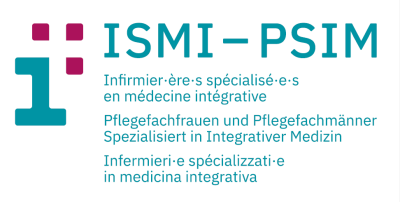 ISMI – PSIM
Infirmier·ère·s spécialisé·e·s
en médecine intégrative
Pflegefachfrauen und Pflegefachmänner
Spezialisiert in Integrativer Medizin
Infermieri·e spécializzati·e
in medicina integrativa